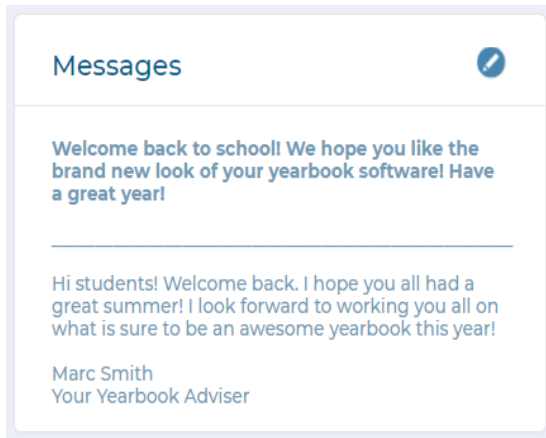 Messages
Welcome back to school! We hope you like the
brand new look of your yearbook software! Have
a great year!
Hi students! Welcome back. I hope you all had a
great summer! I look forward to working you all on
what is sure to be an awesome yearbook this year!
Marc Smith
Your Yearbook Adviser